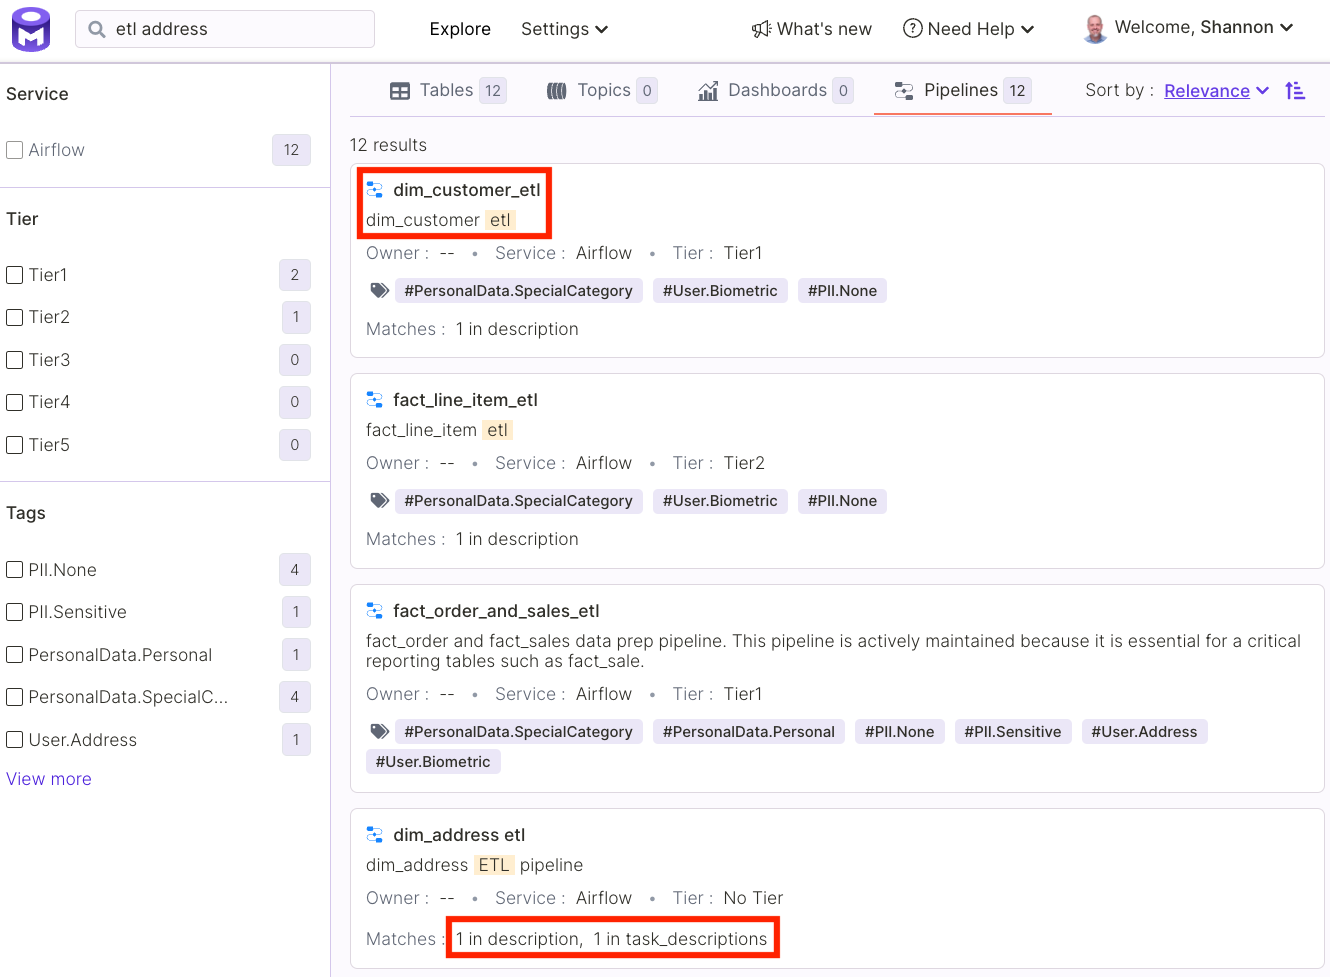 etl address
Explore
Settings
What's new
Need Help
Welcome, Shannon
Service
Airflow 12
Tier
Tier1 2
Tier2 1
Tier3 0
Tier4 0
Tier5 0
Tags
PII.None 4
PII.Sensitive 1
PersonalData.Personal 1
PersonalData.SpecialC... 4
User.Address 1
View more
Tables 12
Topics 0
Dashboards 0
Pipelines 12
Sort by : Relevance
12 results
dim_customer_etl
dim_customer etl
Owner : -- • Service : Airflow • Tier : Tier1
#PersonalData.SpecialCategory #User.Biometric #PII.None
Matches : 1 in description
fact_line_item_etl
fact_line_item etl
Owner : -- • Service : Airflow • Tier : Tier2
#PersonalData.SpecialCategory #User.Biometric #PII.None
Matches : 1 in description
fact_order_and_sales_etl
fact_order and fact_sales data prep pipeline. This pipeline is actively maintained because it is essential for a critical
reporting tables such as fact_sale.
Owner : -- • Service : Airflow • Tier : Tier1
#PersonalData.SpecialCategory #PersonalData.Personal #PII.None #PII.Sensitive #User.Address
#User.Biometric
dim_address etl
dim_address ETL pipeline
Owner : -- • Service : Airflow • Tier : No Tier
Matches : 1 in description, 1 in task_descriptions